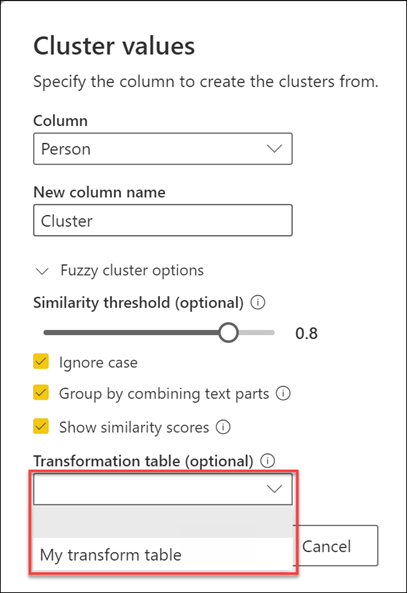 Cluster values
Specify the column to create the clusters from.
Column
Person
New column name
Cluster
Fuzzy cluster options
Similarity threshold (optional)
0.8
Ignore case
Group by combining text parts
Show similarity scores
Transformation table (optional)
My transform table
Cancel